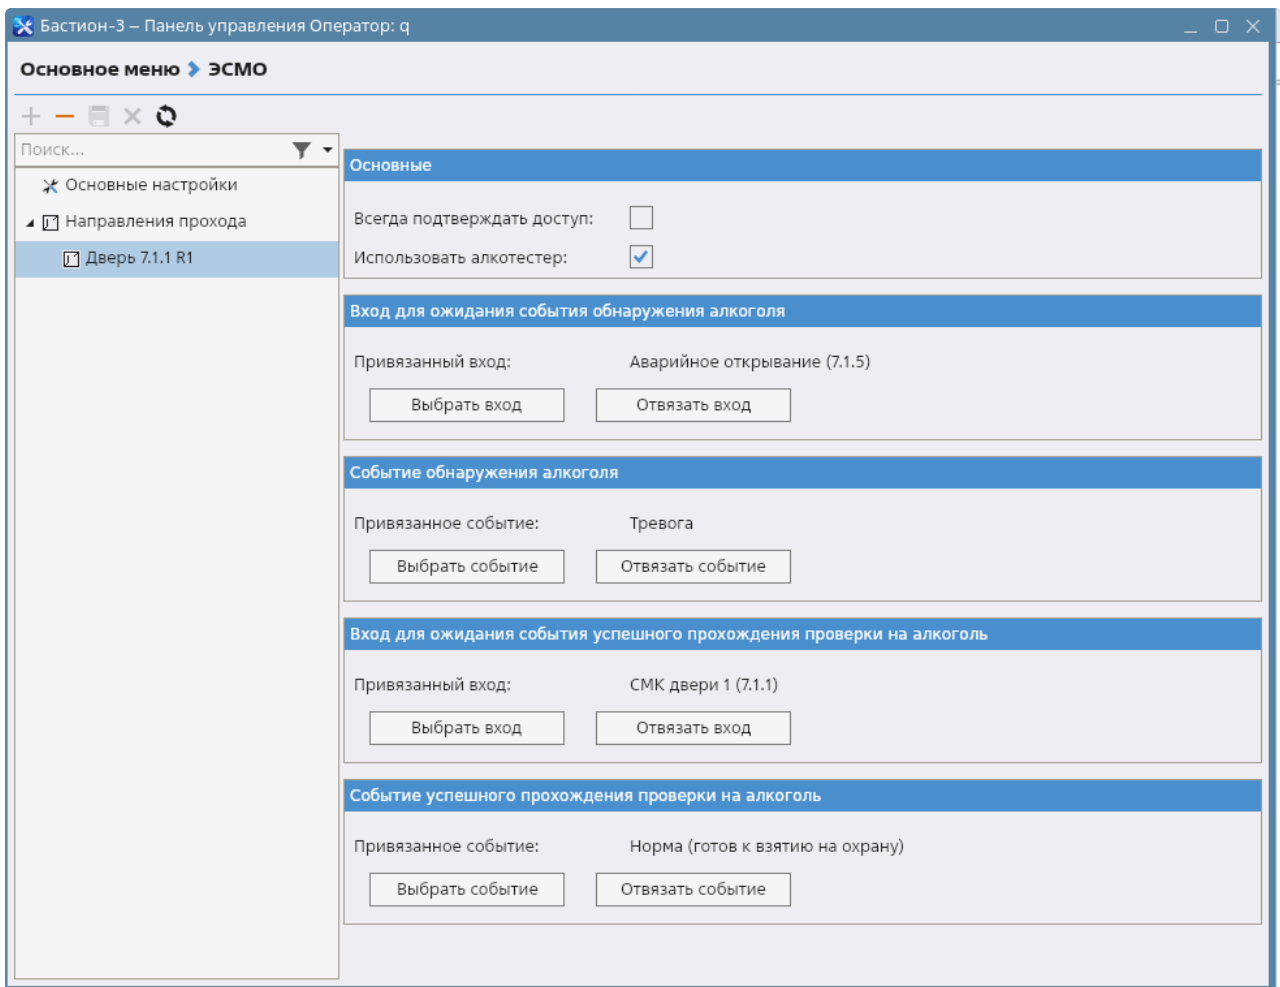 Бастион-3 – Панель управления Оператор: q
Основное меню ЭСМО
Поиск...
Основные настройки
Направления прохода
Дверь 7.1.1 R1
Основные
Всегда подтверждать доступ:
Использовать алкотестер:
Вход для ожидания события обнаружения алкоголя
Привязанный вход: Аварийное открывание (7.1.5)
Выбрать вход Отвязать вход
Событие обнаружения алкоголя
Привязанное событие: Тревога
Выбрать событие Отвязать событие
Вход для ожидания события успешного прохождения проверки на алкоголь
Привязанный вход: СМК двери 1 (7.1.1)
Выбрать вход Отвязать вход
Событие успешного прохождения проверки на алкоголь
Привязанное событие: Норма (готов к взятию на охрану)
Выбрать событие Отвязать событие